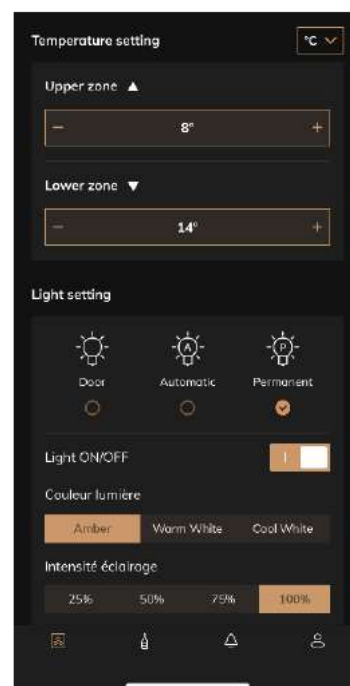 Temperature setting °C
Upper zone ▲
− 8° +
Lower zone ▼
− 14° +
Light setting
A P
Door Automatic Permanent
Light ON/OFF I
Couleur lumière
Amber Warm White Cool White
Intensité éclairage
25% 50% 75% 100%